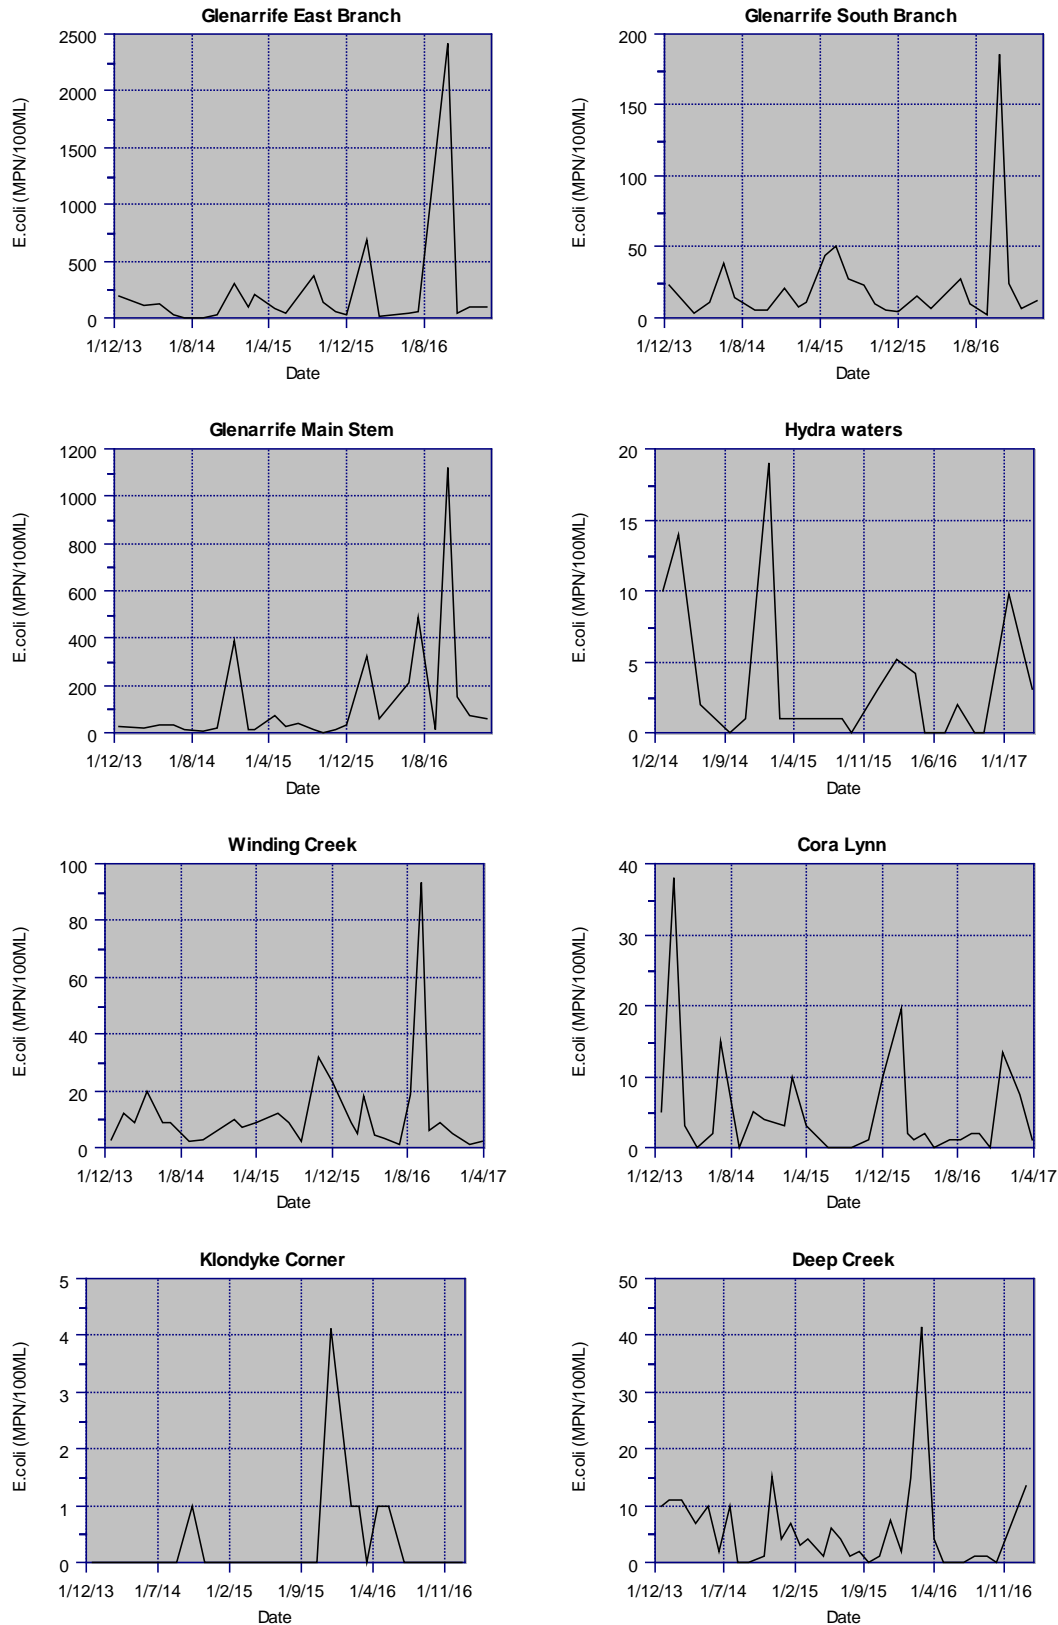 Glenarrife East Branch
E.coli (MPN/100ML)
2500
2000
1500
1000
500
0
1/12/13 1/8/14 1/4/15 1/12/15 1/8/16
Date
Glenarrife South Branch
E.coli (MPN/100ML)
200
150
100
50
0
1/12/13 1/8/14 1/4/15 1/12/15 1/8/16
Date
Glenarrife Main Stem
E.coli (MPN/100ML)
1200
1000
800
600
400
200
0
1/12/13 1/8/14 1/4/15 1/12/15 1/8/16
Date
Hydra waters
E.coli (MPN/100ML)
20
15
10
5
0
1/2/14 1/9/14 1/4/15 1/11/15 1/6/16 1/1/17
Date
Winding Creek
E.coli (MPN/100ML)
100
80
60
40
20
0
1/12/13 1/8/14 1/4/15 1/12/15 1/8/16 1/4/17
Date
Cora Lynn
E.coli (MPN/100ML)
40
30
20
10
0
1/12/13 1/8/14 1/4/15 1/12/15 1/8/16 1/4/17
Date
Klondyke Corner
E.coli (MPN/100ML)
5
4
3
2
1
0
1/12/13 1/7/14 1/2/15 1/9/15 1/4/16 1/11/16
Date
Deep Creek
E.coli (MPN/100ML)
50
40
30
20
10
0
1/12/13 1/7/14 1/2/15 1/9/15 1/4/16 1/11/16
Date